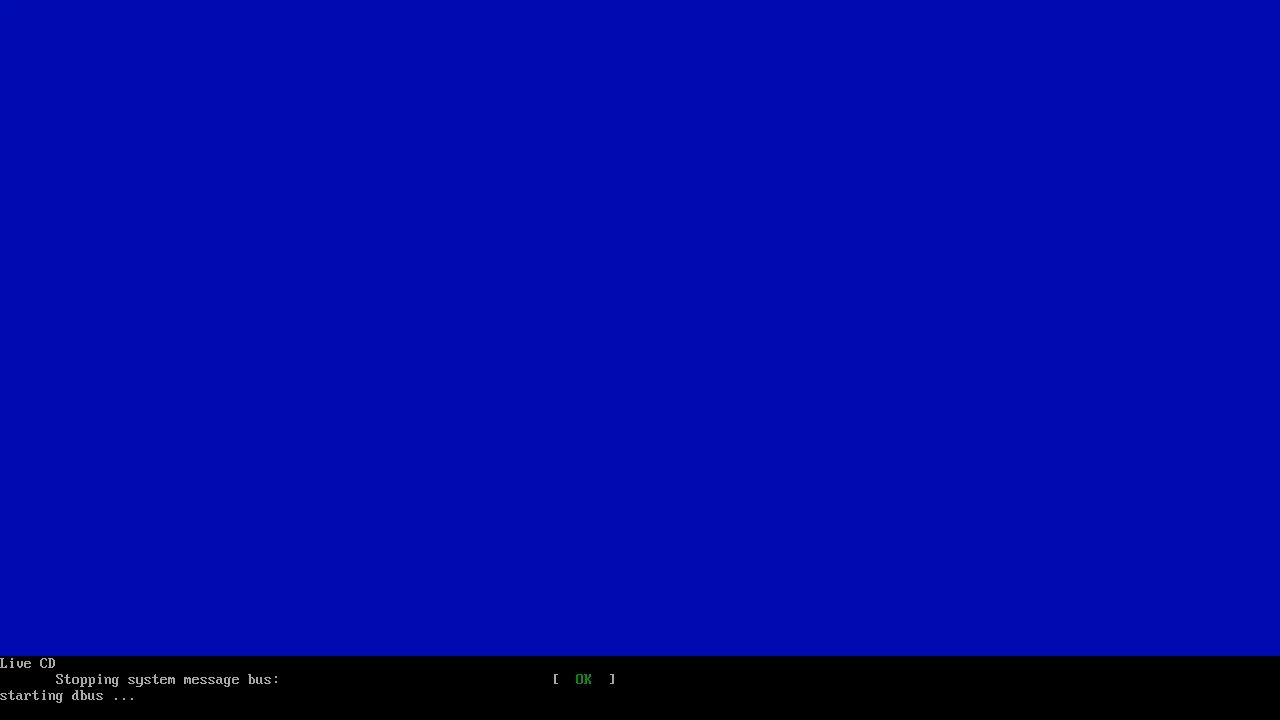 Live CD
Stopping system message bus: [ OK ]
starting dbus ...